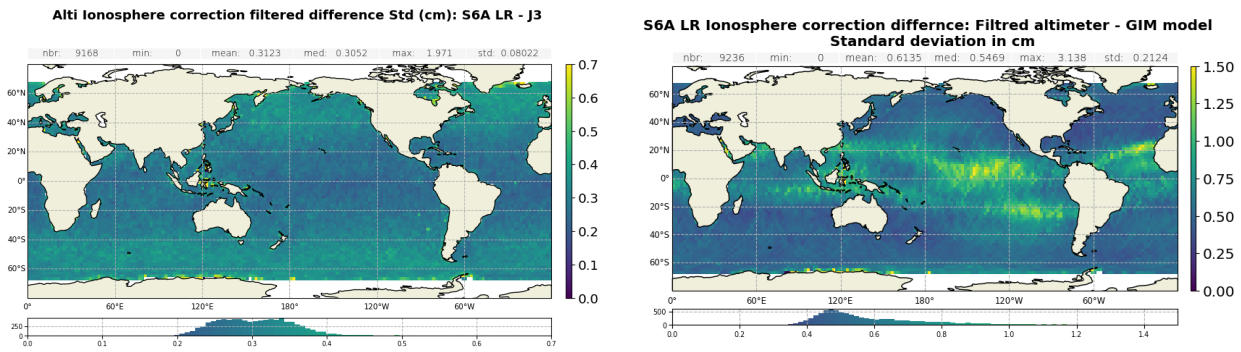 Alti Ionosphere correction filtered difference Std (cm): S6A LR - J3
nbr: 9168 min: 0 mean: 0.3123 med: 0.3052 max: 1.971 std: 0.08022
60°N
40°N
20°N
0°
20°S
40°S
60°S
0° 60°E 120°E 180° 120°W 60°W
0.7
0.6
0.5
0.4
0.3
0.2
0.1
0.0
250
0
0.0 0.1 0.2 0.3 0.4 0.5 0.6 0.7
S6A LR Ionosphere correction differnce: Filtred altimeter - GIM model
Standard deviation in cm
nbr: 9236 min: 0 mean: 0.6135 med: 0.5469 max: 3.138 std: 0.2124
60°N
40°N
20°N
0°
20°S
40°S
60°S
0° 60°E 120°E 180° 120°W 60°W
1.50
1.25
1.00
0.75
0.50
0.25
0.00
500
0
0.0 0.2 0.4 0.6 0.8 1.0 1.2 1.4